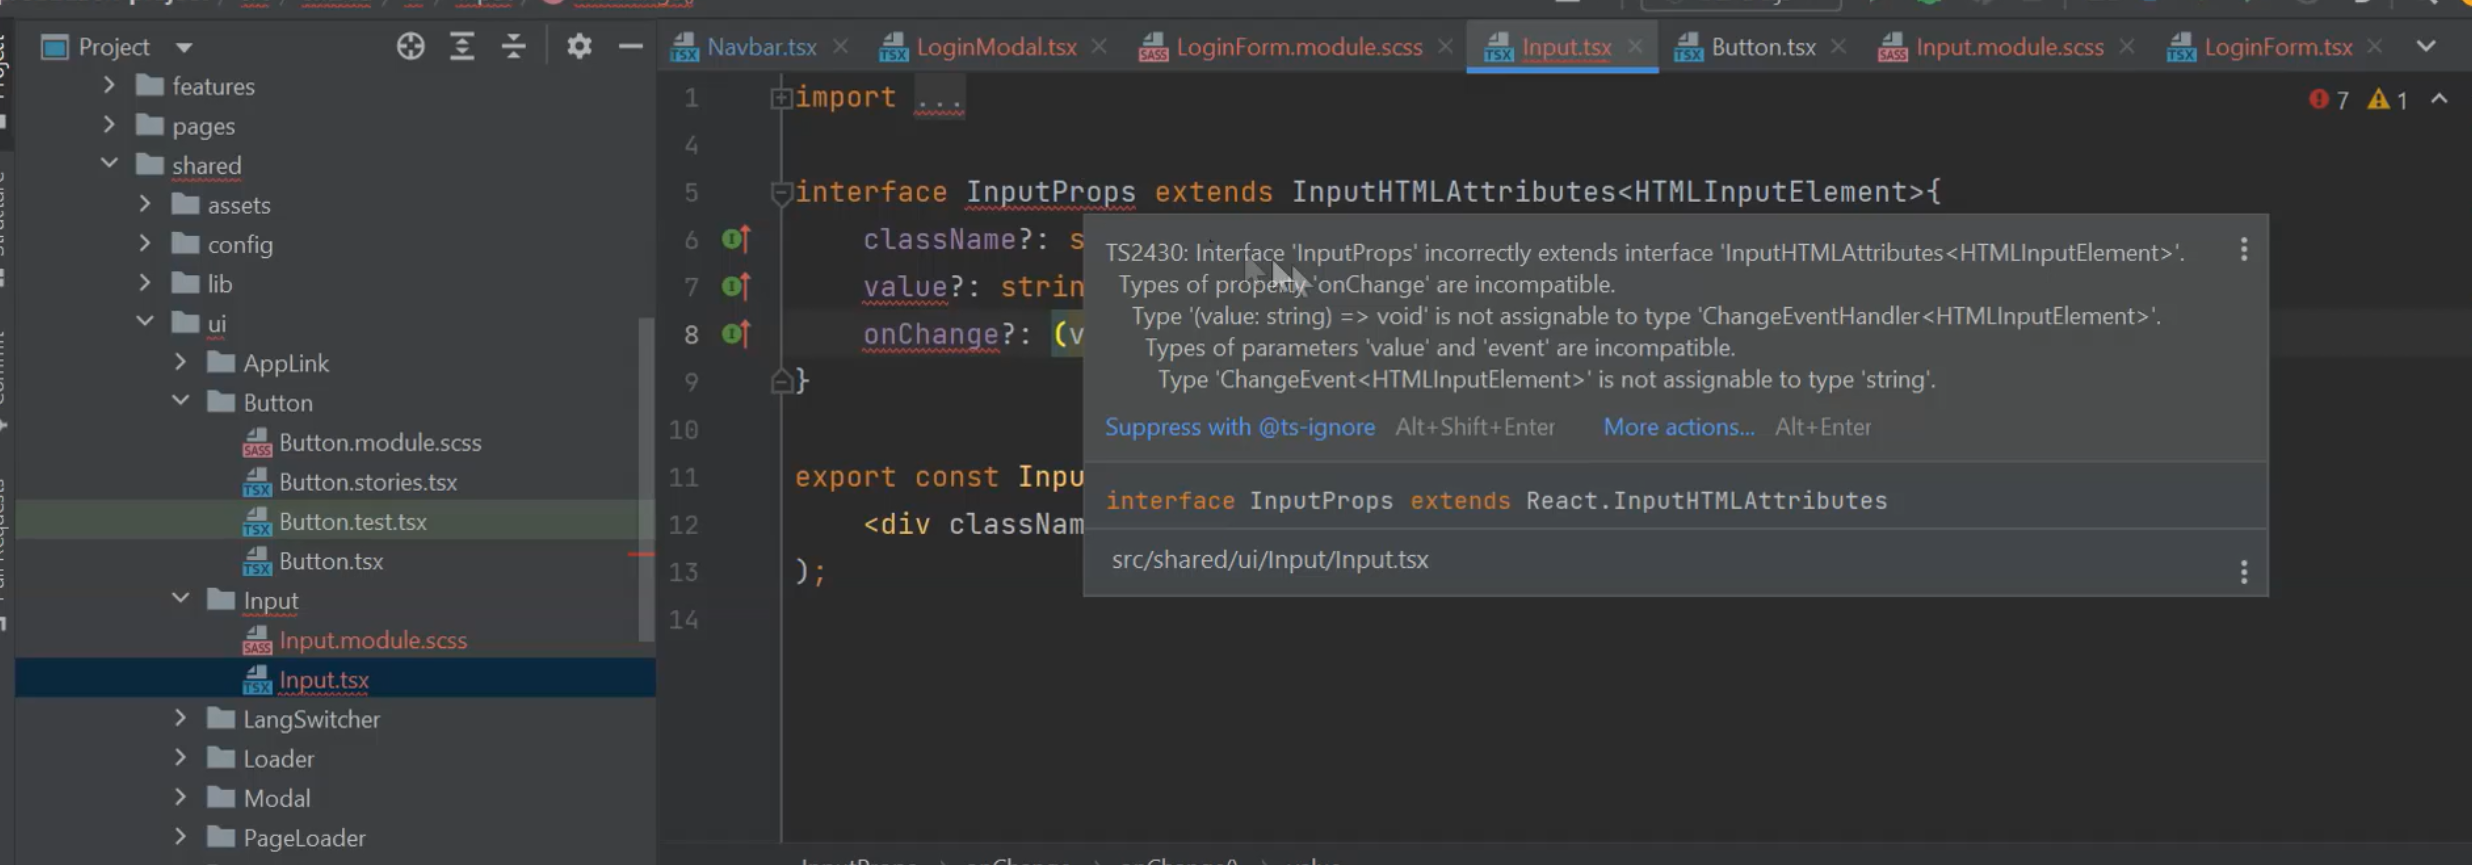 Project
Navbar.tsx
LoginModal.tsx
LoginForm.module.scss
Input.tsx
Button.tsx
Input.module.scss
LoginForm.tsx
features
pages
shared
assets
config
lib
ui
AppLink
Button
Button.module.scss
Button.stories.tsx
Button.test.tsx
Button.tsx
Input
Input.module.scss
Input.tsx
LangSwitcher
Loader
Modal
PageLoader
7 1
1 import ...
4
5 interface InputProps extends InputHTMLAttributes<HTMLInputElement>{
6 className?: s
7 value?: strin
8 onChange?: (v
9 }
10
11 export const Inpu
12 <div classNam
13 );
14
TS2430: Interface 'InputProps' incorrectly extends interface 'InputHTMLAttributes<HTMLInputElement>'.
Types of property 'onChange' are incompatible.
Type '(value: string) => void' is not assignable to type 'ChangeEventHandler<HTMLInputElement>'.
Types of parameters 'value' and 'event' are incompatible.
Type 'ChangeEvent<HTMLInputElement>' is not assignable to type 'string'.
Suppress with @ts-ignore Alt+Shift+Enter More actions... Alt+Enter
interface InputProps extends React.InputHTMLAttributes
src/shared/ui/Input/Input.tsx